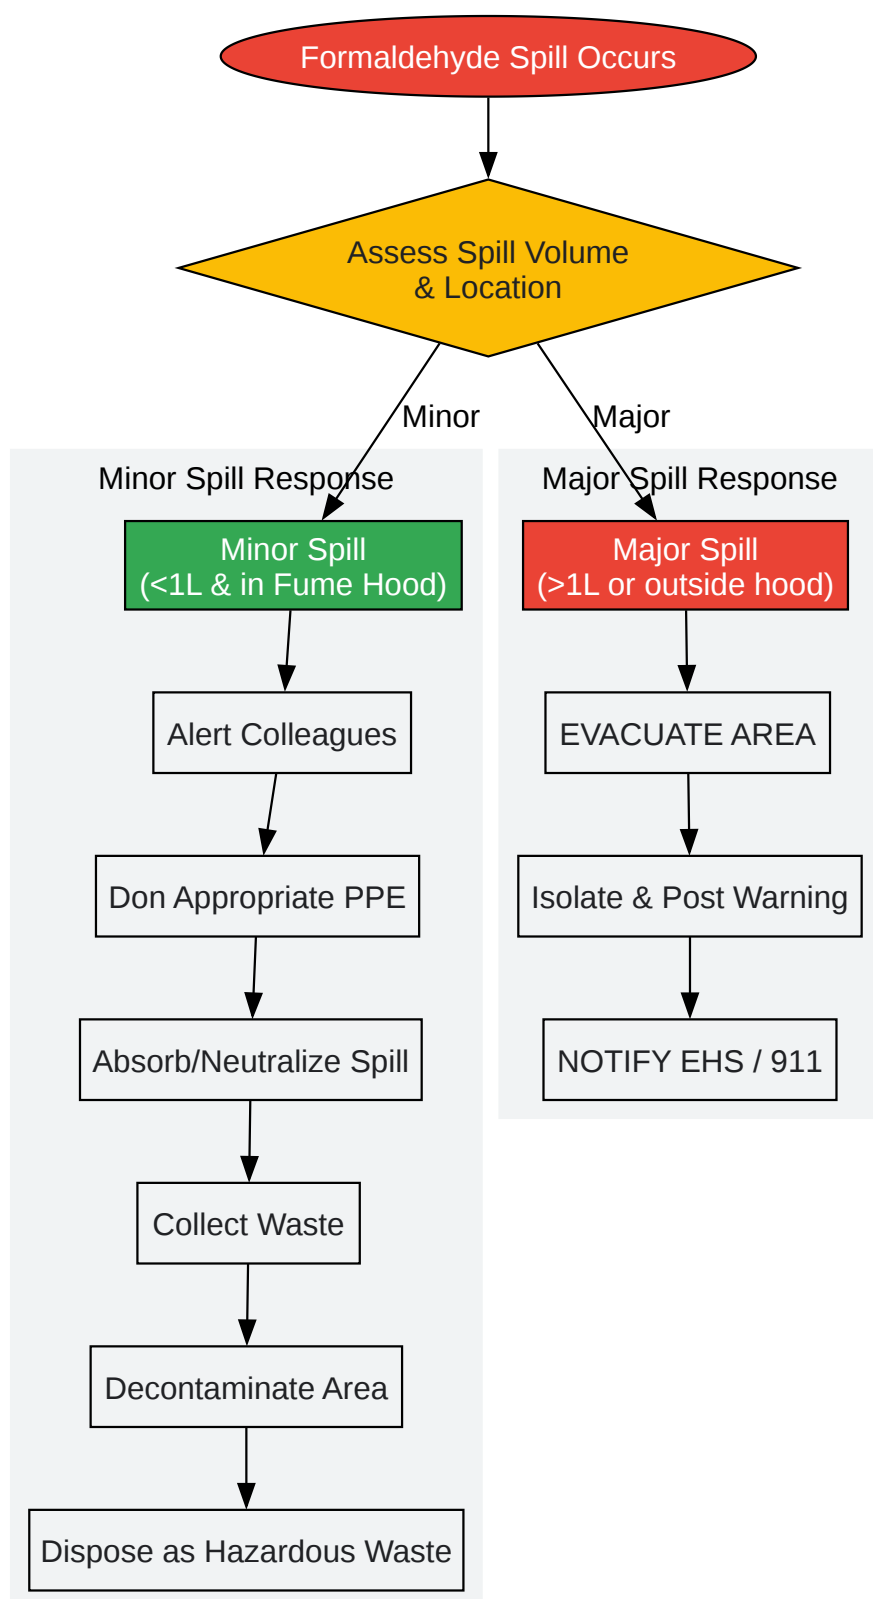 Formaldehyde Spill Occurs
Assess Spill Volume
& Location
Minor
Major
Minor Spill Response
Minor Spill
(<1L & in Fume Hood)
Alert Colleagues
Don Appropriate PPE
Absorb/Neutralize Spill
Collect Waste
Decontaminate Area
Dispose as Hazardous Waste
Major Spill Response
Major Spill
(>1L or outside hood)
EVACUATE AREA
Isolate & Post Warning
NOTIFY EHS / 911